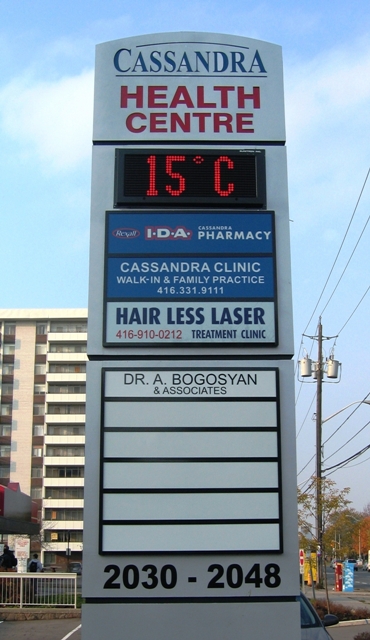 CASSANDRA
HEALTH
CENTRE
15°C
Rexall I·D·A· CASSANDRA PHARMACY
CASSANDRA CLINIC
WALK-IN & FAMILY PRACTICE
416.331.9111
HAIR LESS LASER
416-910-0212 TREATMENT CLINIC
DR. A. BOGOSYAN
& ASSOCIATES
2030 - 2048